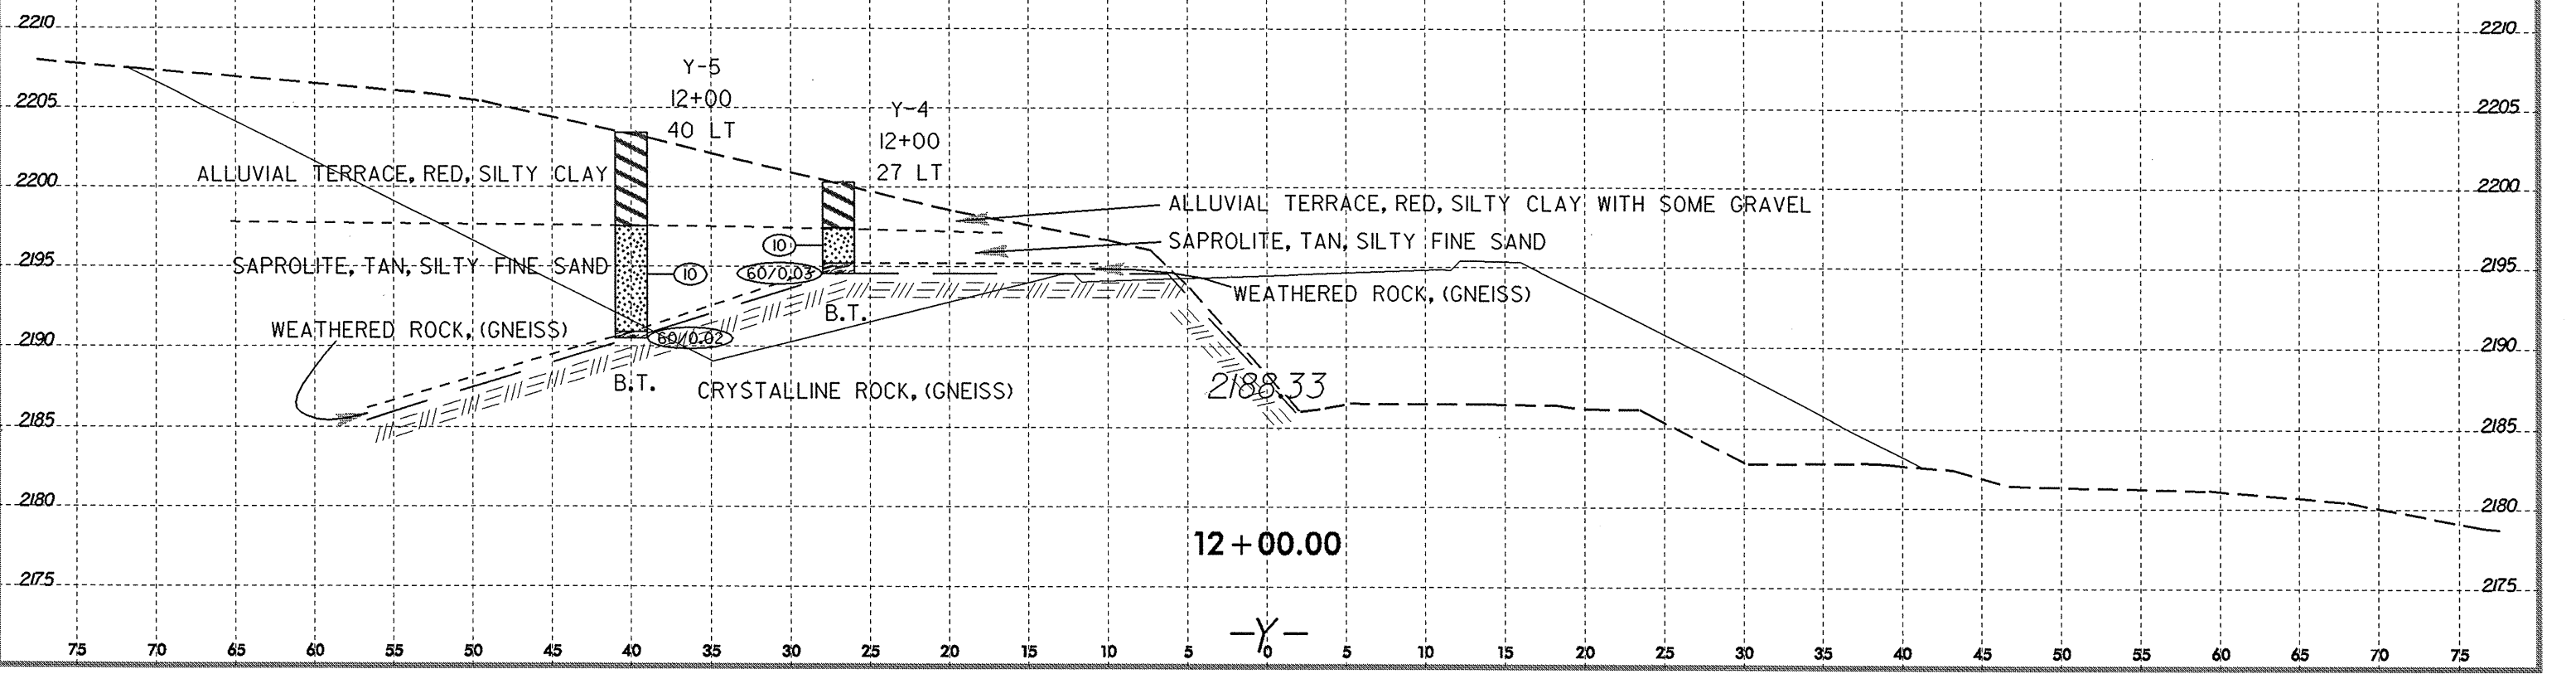 2210 2210
Y-5
12+00
40 LT
2205 2205
Y-4
12+00
27 LT
ALLUVIAL TERRACE, RED, SILTY CLAY
2200 2200
ALLUVIAL TERRACE, RED, SILTY CLAY WITH SOME GRAVEL
10
SAPROLITE, TAN, SILTY FINE SAND
2195 2195
SAPROLITE, TAN, SILTY FINE SAND
10
60/0.03
WEATHERED ROCK, (GNEISS)
B.T.
WEATHERED ROCK, (GNEISS)
2190 2190
60/0.02
B.T.
CRYSTALLINE ROCK, (GNEISS)
2188.33
2185 2185
2180 2180
12+00.00
2175 2175
-Y-
75 70 65 60 55 50 45 40 35 30 25 20 15 10 5 0 5 10 15 20 25 30 35 40 45 50 55 60 65 70 75